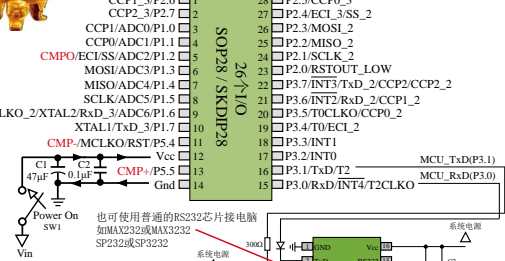 CCP2_3/P2.7 2
CCP1/ADC0/P1.0 3
CCP0/ADC1/P1.1 4
CMPO/ECI/SS/ADC2/P1.2 5
MOSI/ADC3/P1.3 6
MISO/ADC4/P1.4 7
SCLK/ADC5/P1.5 8
LKO_2/XTAL2/RxD_3/ADC6/P1.6 9
XTAL1/TxD_3/P1.7 10
CMP-/MCLKO/RST/P5.4 11
Vcc 12
CMP+/P5.5 13
Gnd 14
SOP28 / SKDIP28
26个I/O
27 P2.4/ECI_3/SS_2
26 P2.3/MOSI_2
25 P2.2/MISO_2
24 P2.1/SCLK_2
23 P2.0/RSTOUT_LOW
22 P3.7/INT3/TxD_2/CCP2/CCP2_2
21 P3.6/INT2/RxD_2/CCP1_2
20 P3.5/T0CLKO/CCP0_2
19 P3.4/T0/ECI_2
18 P3.3/INT1
17 P3.2/INT0
16 P3.1/TxD/T2
15 P3.0/RxD/INT4/T2CLKO
MCU_TxD(P3.1)
MCU_RxD(P3.0)
C1
47μF
C2
0.1μF
Power On
SW1
Vin
也可使用普通的RS232芯片接电脑
如MAX232或MAX3232
SP232或SP3232
系统电源
300Ω
系统电源
1 GND
Vcc 16